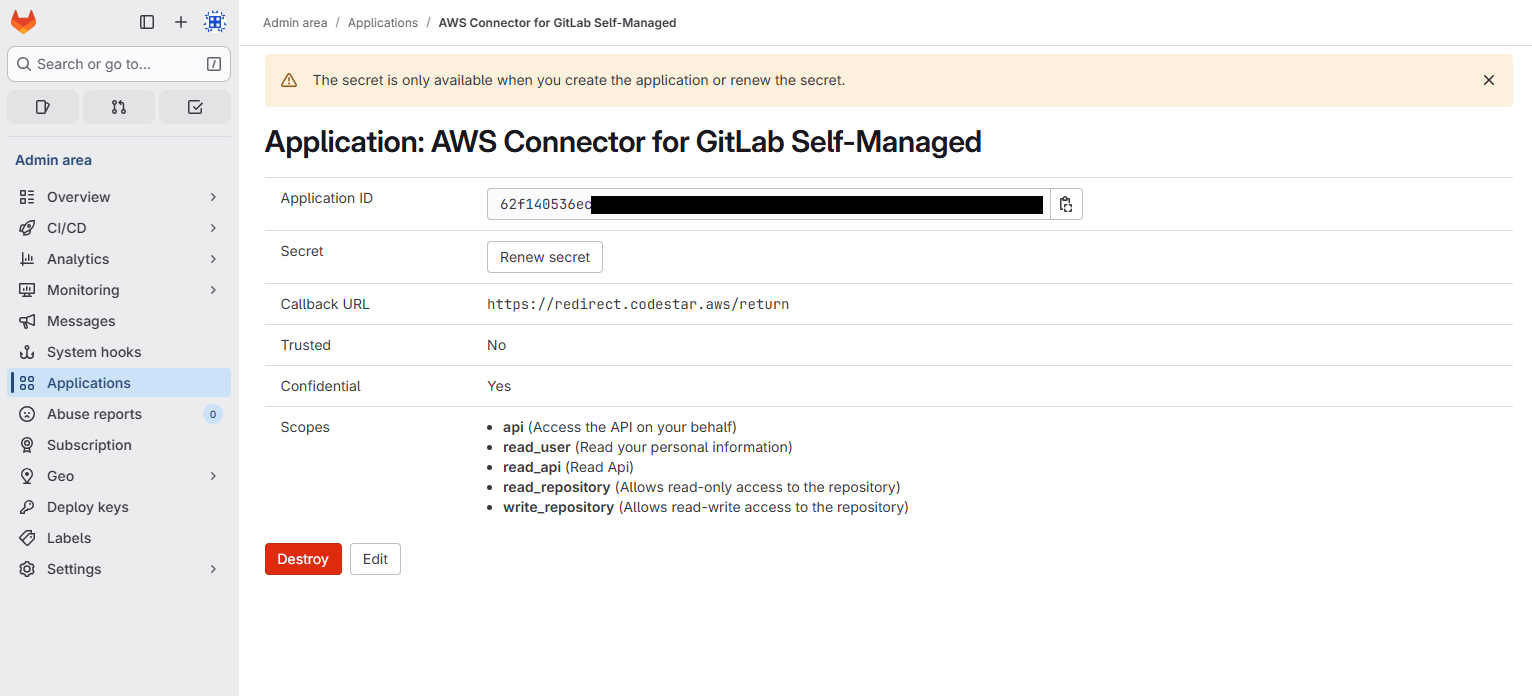 Search or go to...
/
Admin area
Overview
CI/CD
Analytics
Monitoring
Messages
System hooks
Applications
Abuse reports 0
Subscription
Geo
Deploy keys
Labels
Settings
Admin area / Applications / AWS Connector for GitLab Self-Managed
The secret is only available when you create the application or renew the secret.
Application: AWS Connector for GitLab Self-Managed
Application ID 62f140536ec
Secret Renew secret
Callback URL https://redirect.codestar.aws/return
Trusted No
Confidential Yes
Scopes • api (Access the API on your behalf)
• read_user (Read your personal information)
• read_api (Read Api)
• read_repository (Allows read-only access to the repository)
• write_repository (Allows read-write access to the repository)
Destroy Edit